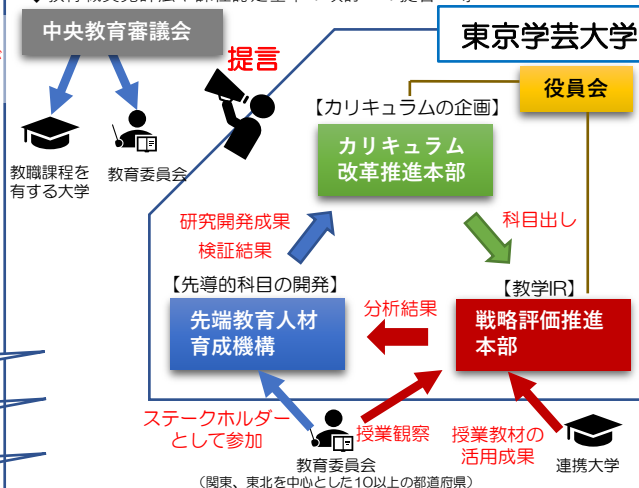 中央教育審議会
東京学芸大学
提言
役員会
【カリキュラムの企画】
カリキュラム
改革推進本部
教職課程を
有する大学
教育委員会
研究開発成果
検証結果
科目出し
【先導的科目の開発】
【教学IR】
先端教育人材
育成機構
分析結果
戦略評価推進
本部
ステークホルダー
として参加
授業観察
授業教材の
活用成果
教育委員会
(関東、東北を中心とした10以上の都道府県)
連携大学